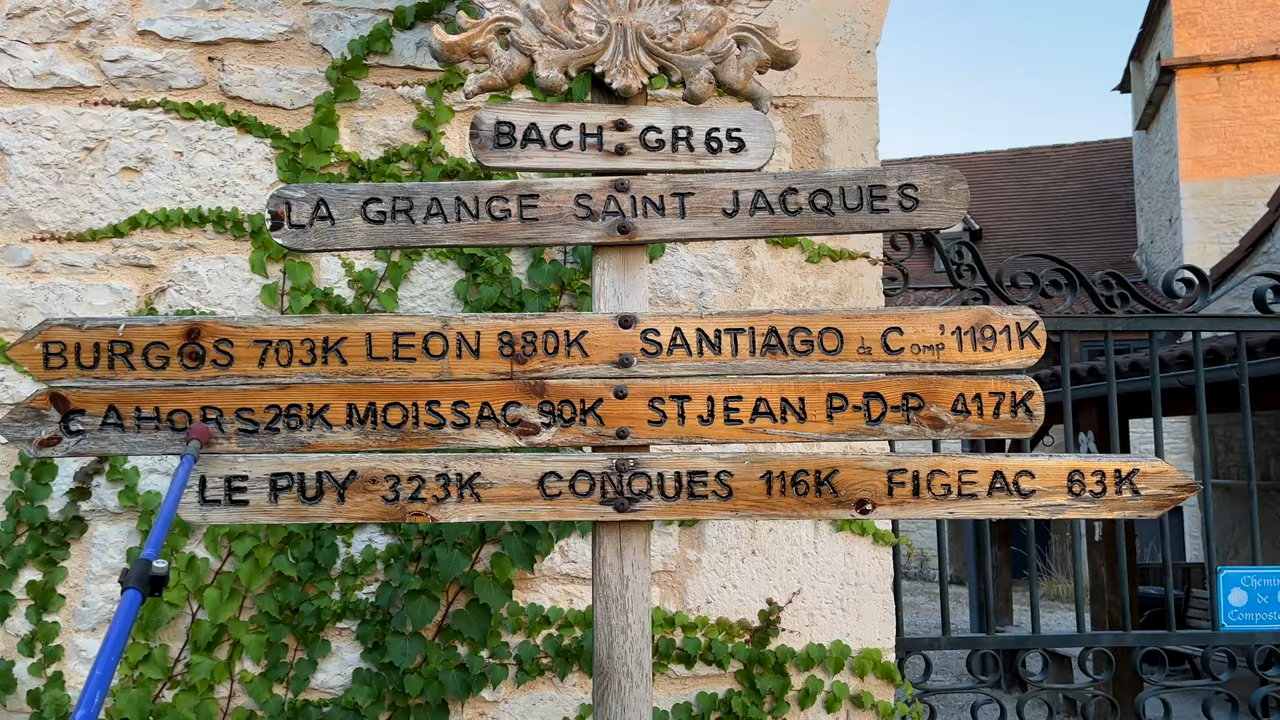 BACH GR65
LA GRANGE SAINT JACQUES
BURGOS 703K LEON 880K SANTIAGO de Comp' 1191K
CAHORS 26K MOISSAC 90K ST JEAN P-D-P 417K
LE PUY 323K CONQUES 116K FIGEAC 63K
Chemin
de